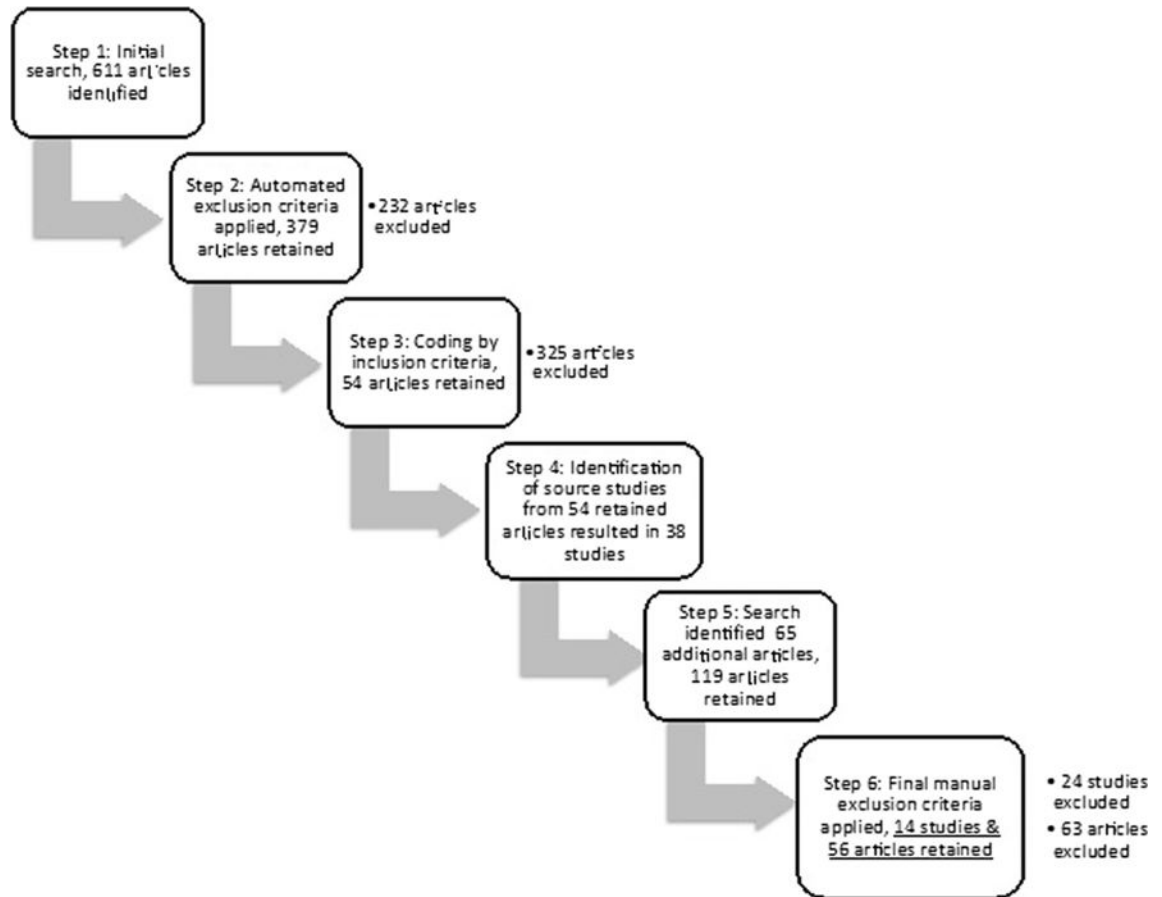 Step 1: Initial
search, 611 articles
identified
Step 2: Automated
exclusion criteria
applied, 379
articles retained
•232 articles
excluded
Step 3: Coding by
inclusion criteria,
54 articles retained
•325 articles
excluded
Step 4: Identification
of source studies
from 54 retained
articles resulted in 38
studies
Step 5: Search
identified 65
additional articles,
119 articles
retained
Step 6: Final manual
exclusion criteria
applied, 14 studies &
56 articles retained
• 24 studies
excluded
• 63 articles
excluded